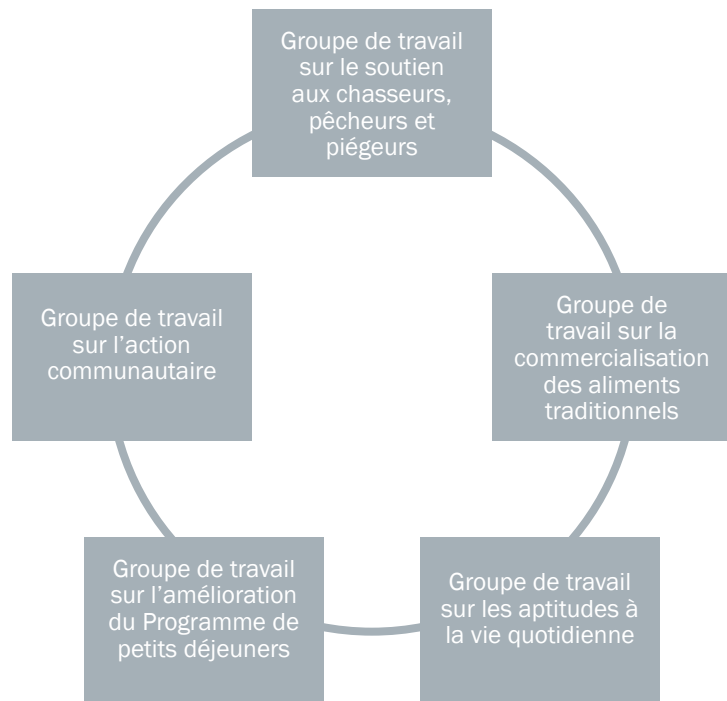 Groupe de travail
sur le soutien
aux chasseurs,
pêcheurs et
piégeurs
Groupe de travail
sur l'action
communautaire
Groupe de
travail sur la
commercialisation
des aliments
traditionnels
Groupe de travail
sur l'amélioration
du Programme de
petits déjeuners
Groupe de travail
sur les aptitudes à
la vie quotidienne